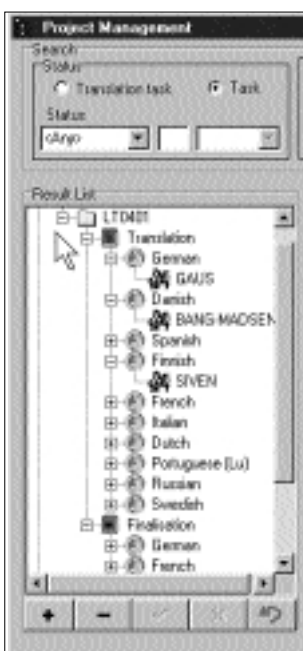 Project Management
Search
Status
Translation task
Task
Status
<Any>
Result List
LT0401
Translation
German
GAUS
Danish
BANG-MADSEN
Spanish
Finnish
SIVEN
French
Italian
Dutch
Portuguese (Lu)
Russian
Swedish
Finalisation
German
French